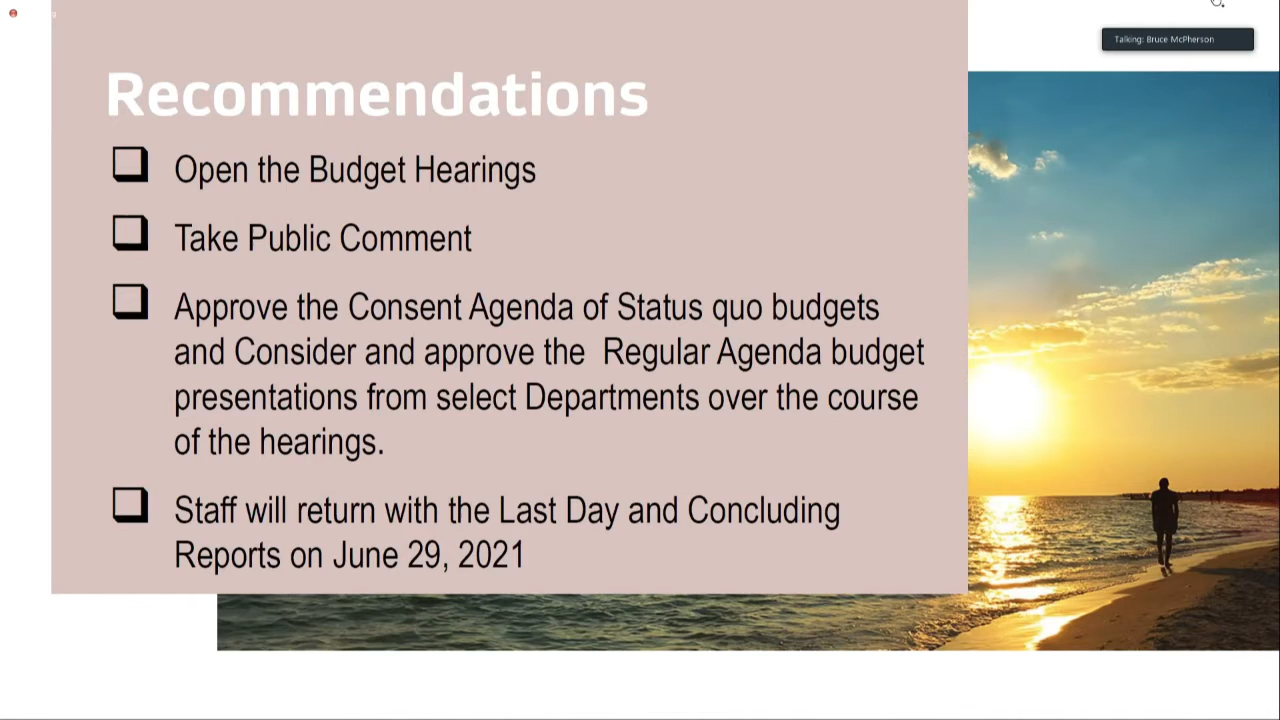 Talking: Bruce McPherson
Recommendations
Open the Budget Hearings
Take Public Comment
Approve the Consent Agenda of Status quo budgets
and Consider and approve the  Regular Agenda budget
presentations from select Departments over the course
of the hearings.
Staff will return with the Last Day and Concluding
Reports on June 29, 2021